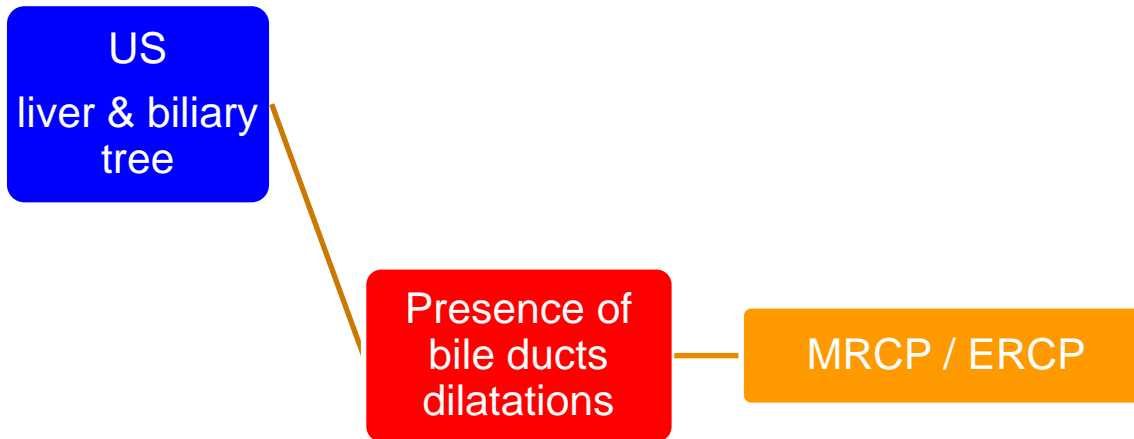 US
liver & biliary
tree
Presence of
bile ducts
dilatations
MRCP / ERCP